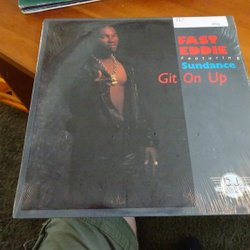 FAST
EDDIE
featuring
Sundance
Git On Up